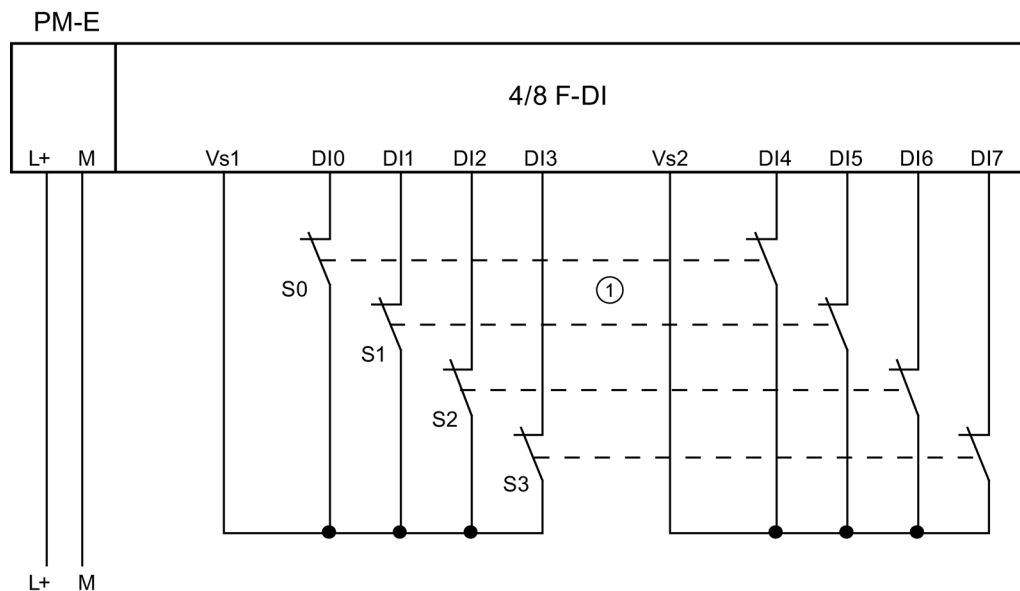 PM-E
4/8 F-DI
L+ M Vs1 DI0 DI1 DI2 DI3 Vs2 DI4 DI5 DI6 DI7
S0
1
S1
S2
S3
L+ M